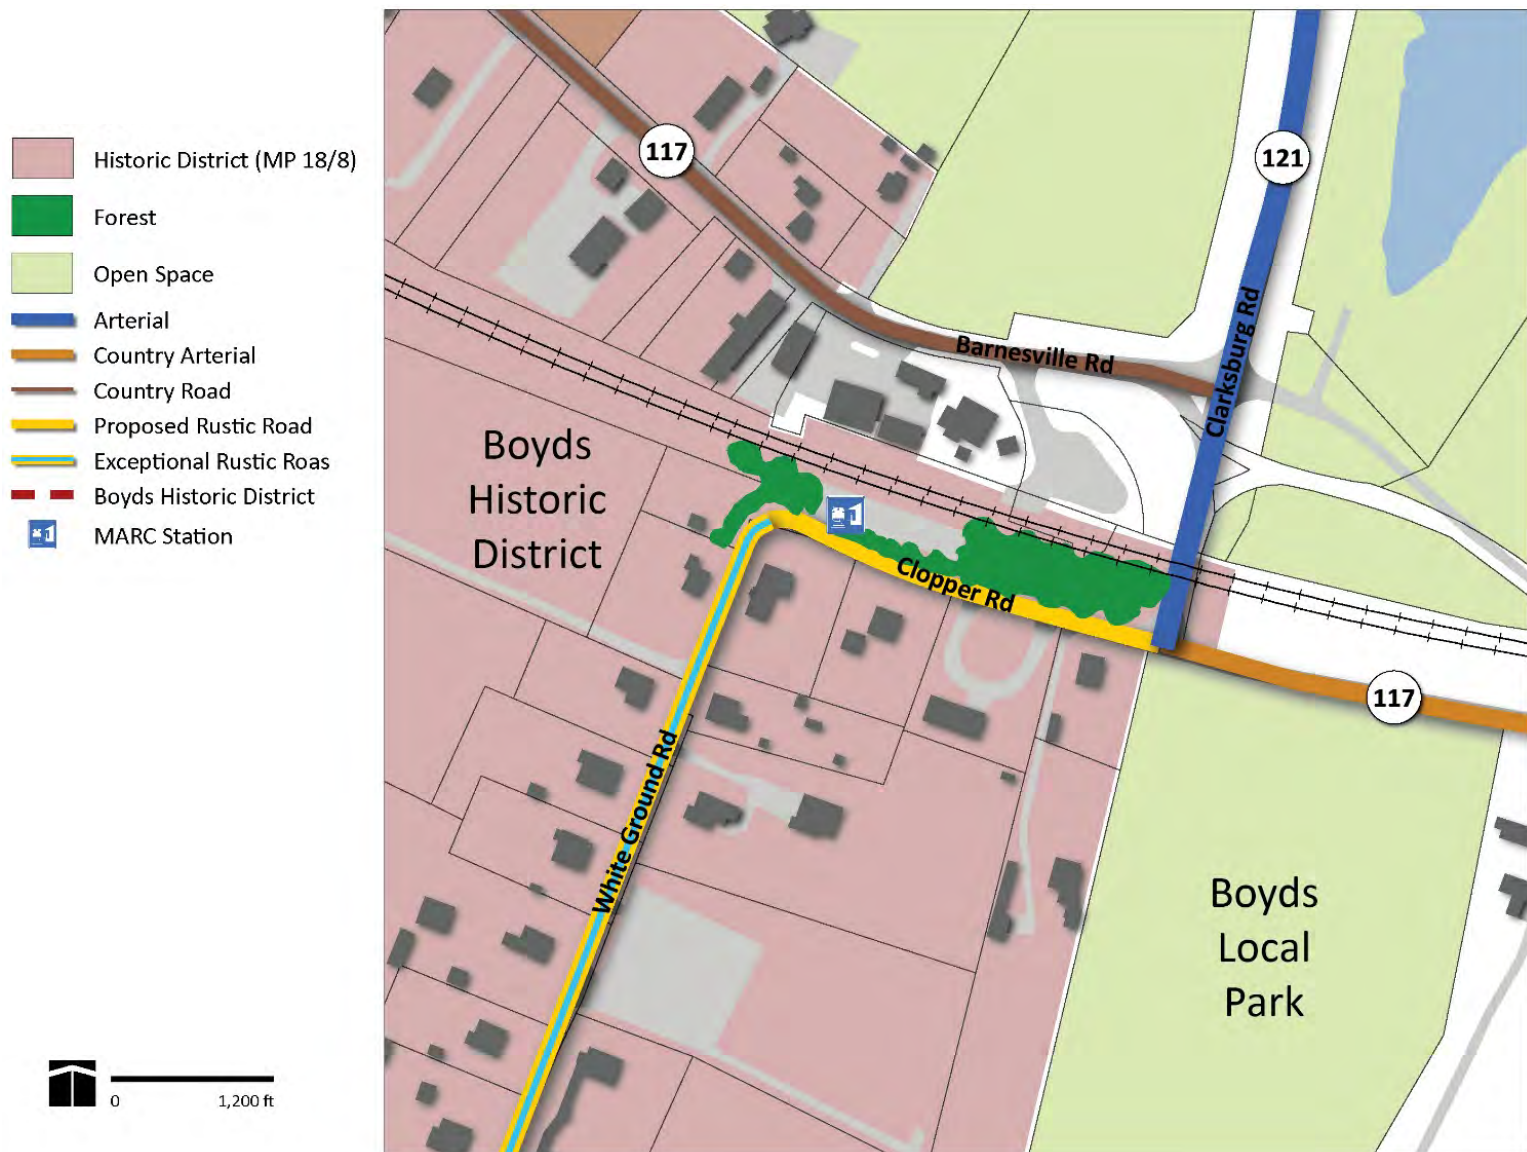 Historic District (MP 18/8)
Forest
Open Space
Arterial
Country Arterial
Country Road
Proposed Rustic Road
Exceptional Rustic Roas
Boyds Historic District
MARC Station
0
1,200 ft
117
121
Barnesville Rd
Clarksburg Rd
Boyds
Historic
District
Clopper Rd
117
White Ground Rd
Boyds
Local
Park